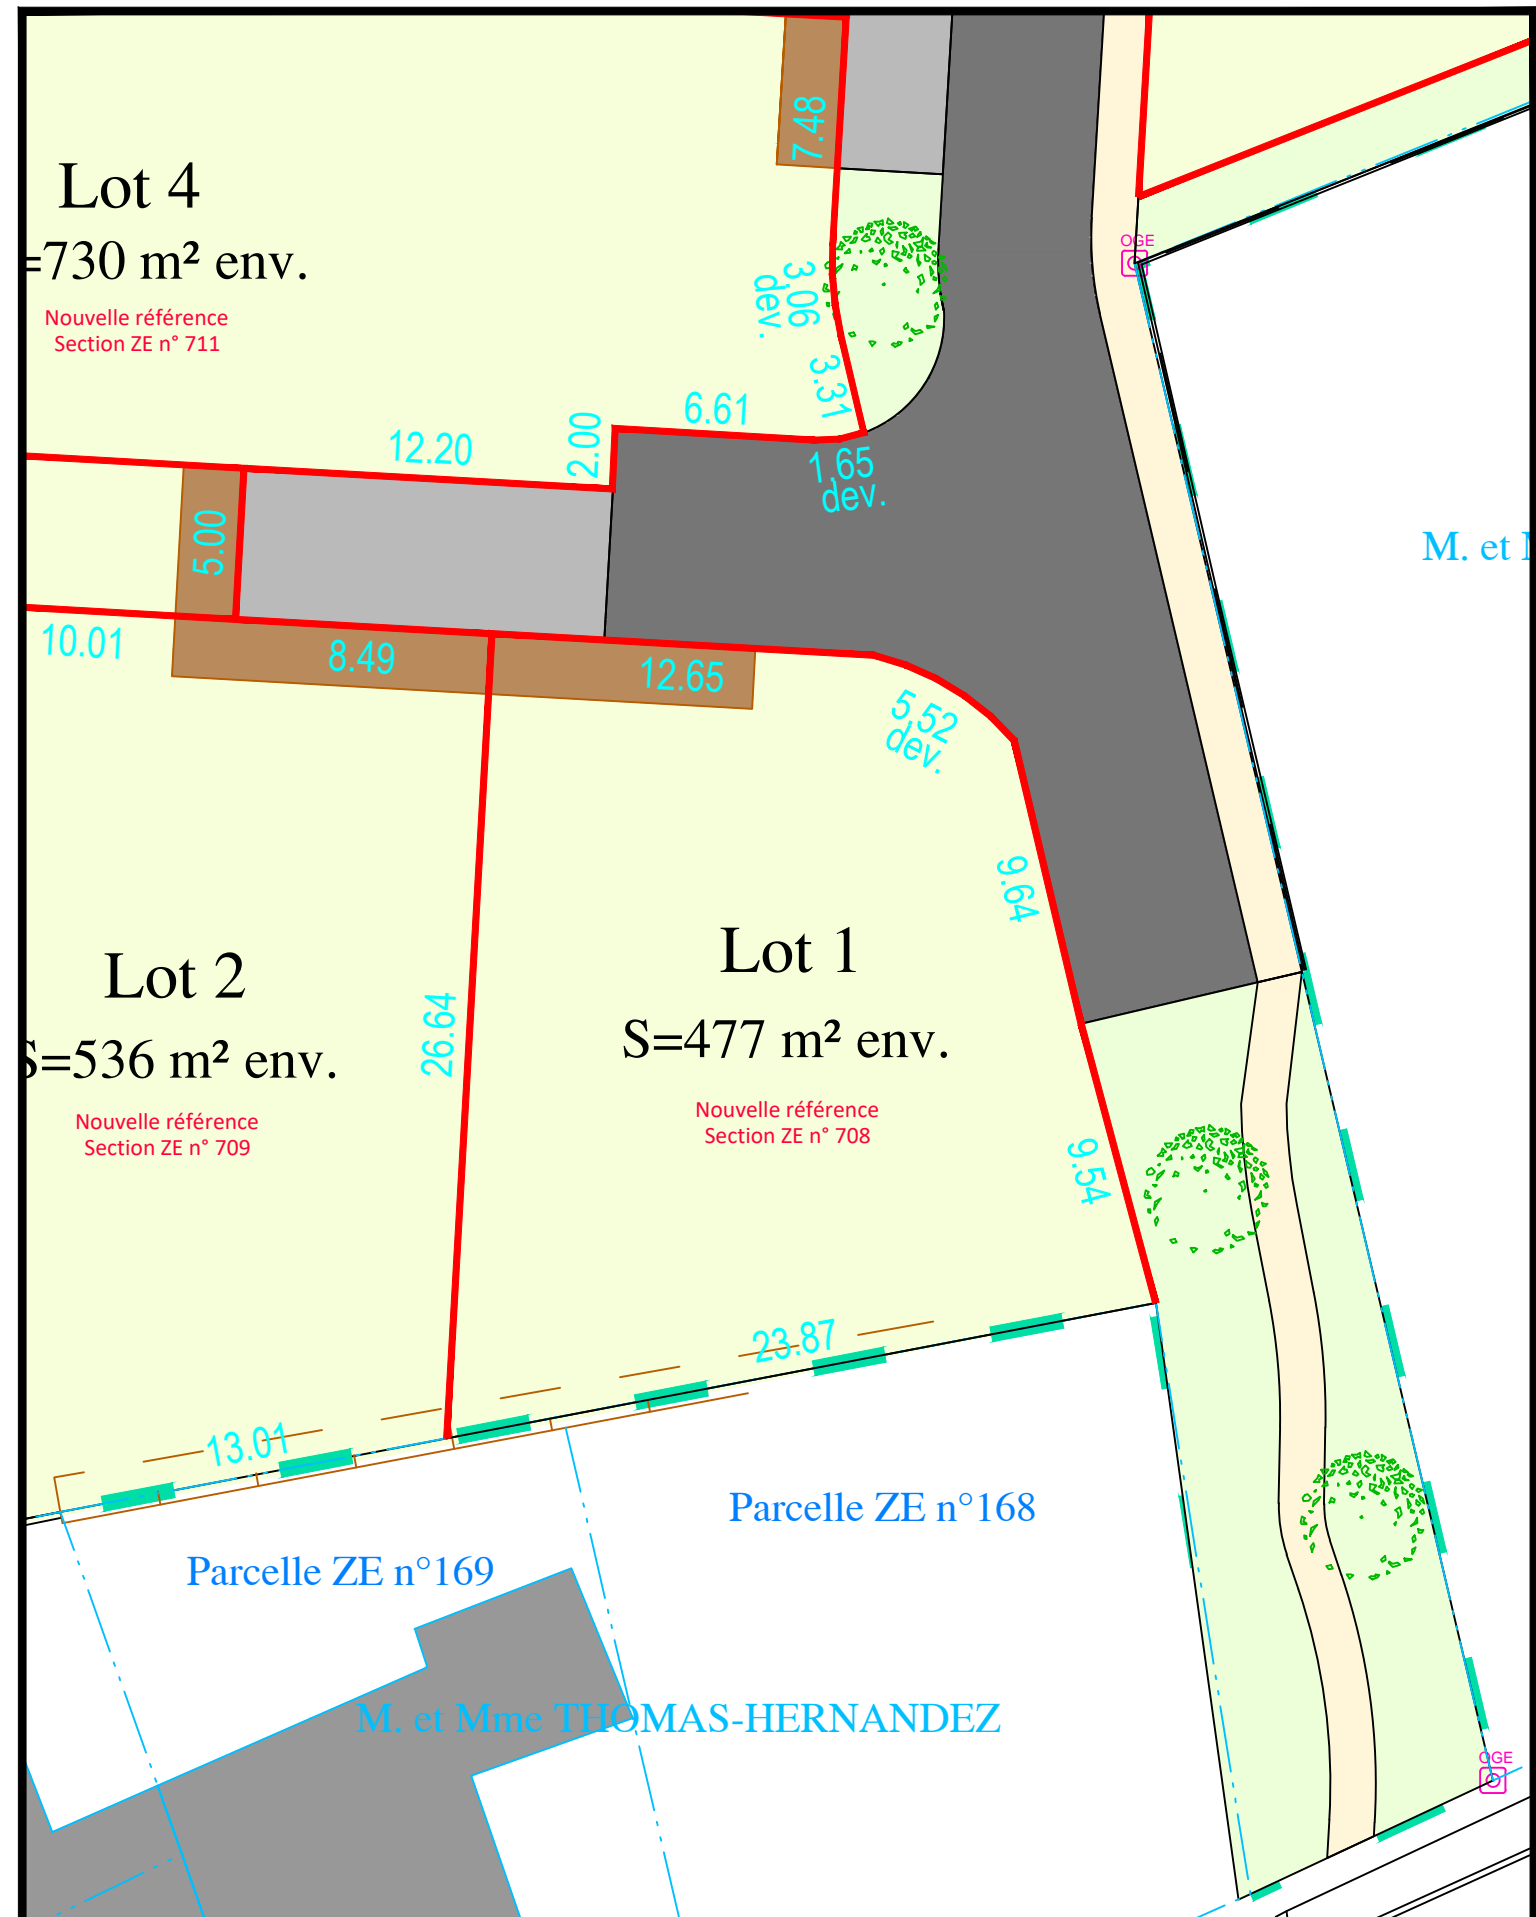 7.48
Lot 4
=730 m² env.
Nouvelle référence
Section ZE n° 711
OGE
3,06
dev.
3.31
6.61
12.20
2.00
1,65
dev.
5.00
M. et
10.01
8.49
12.65
5,52
dev.
9.64
Lot 1
S=477 m² env.
Nouvelle référence
Section ZE n° 708
Lot 2
S=536 m² env.
Nouvelle référence
Section ZE n° 709
26.64
9.54
23.87
13.01
Parcelle ZE n°168
Parcelle ZE n°169
M. et Mme THOMAS-HERNANDEZ
OGE